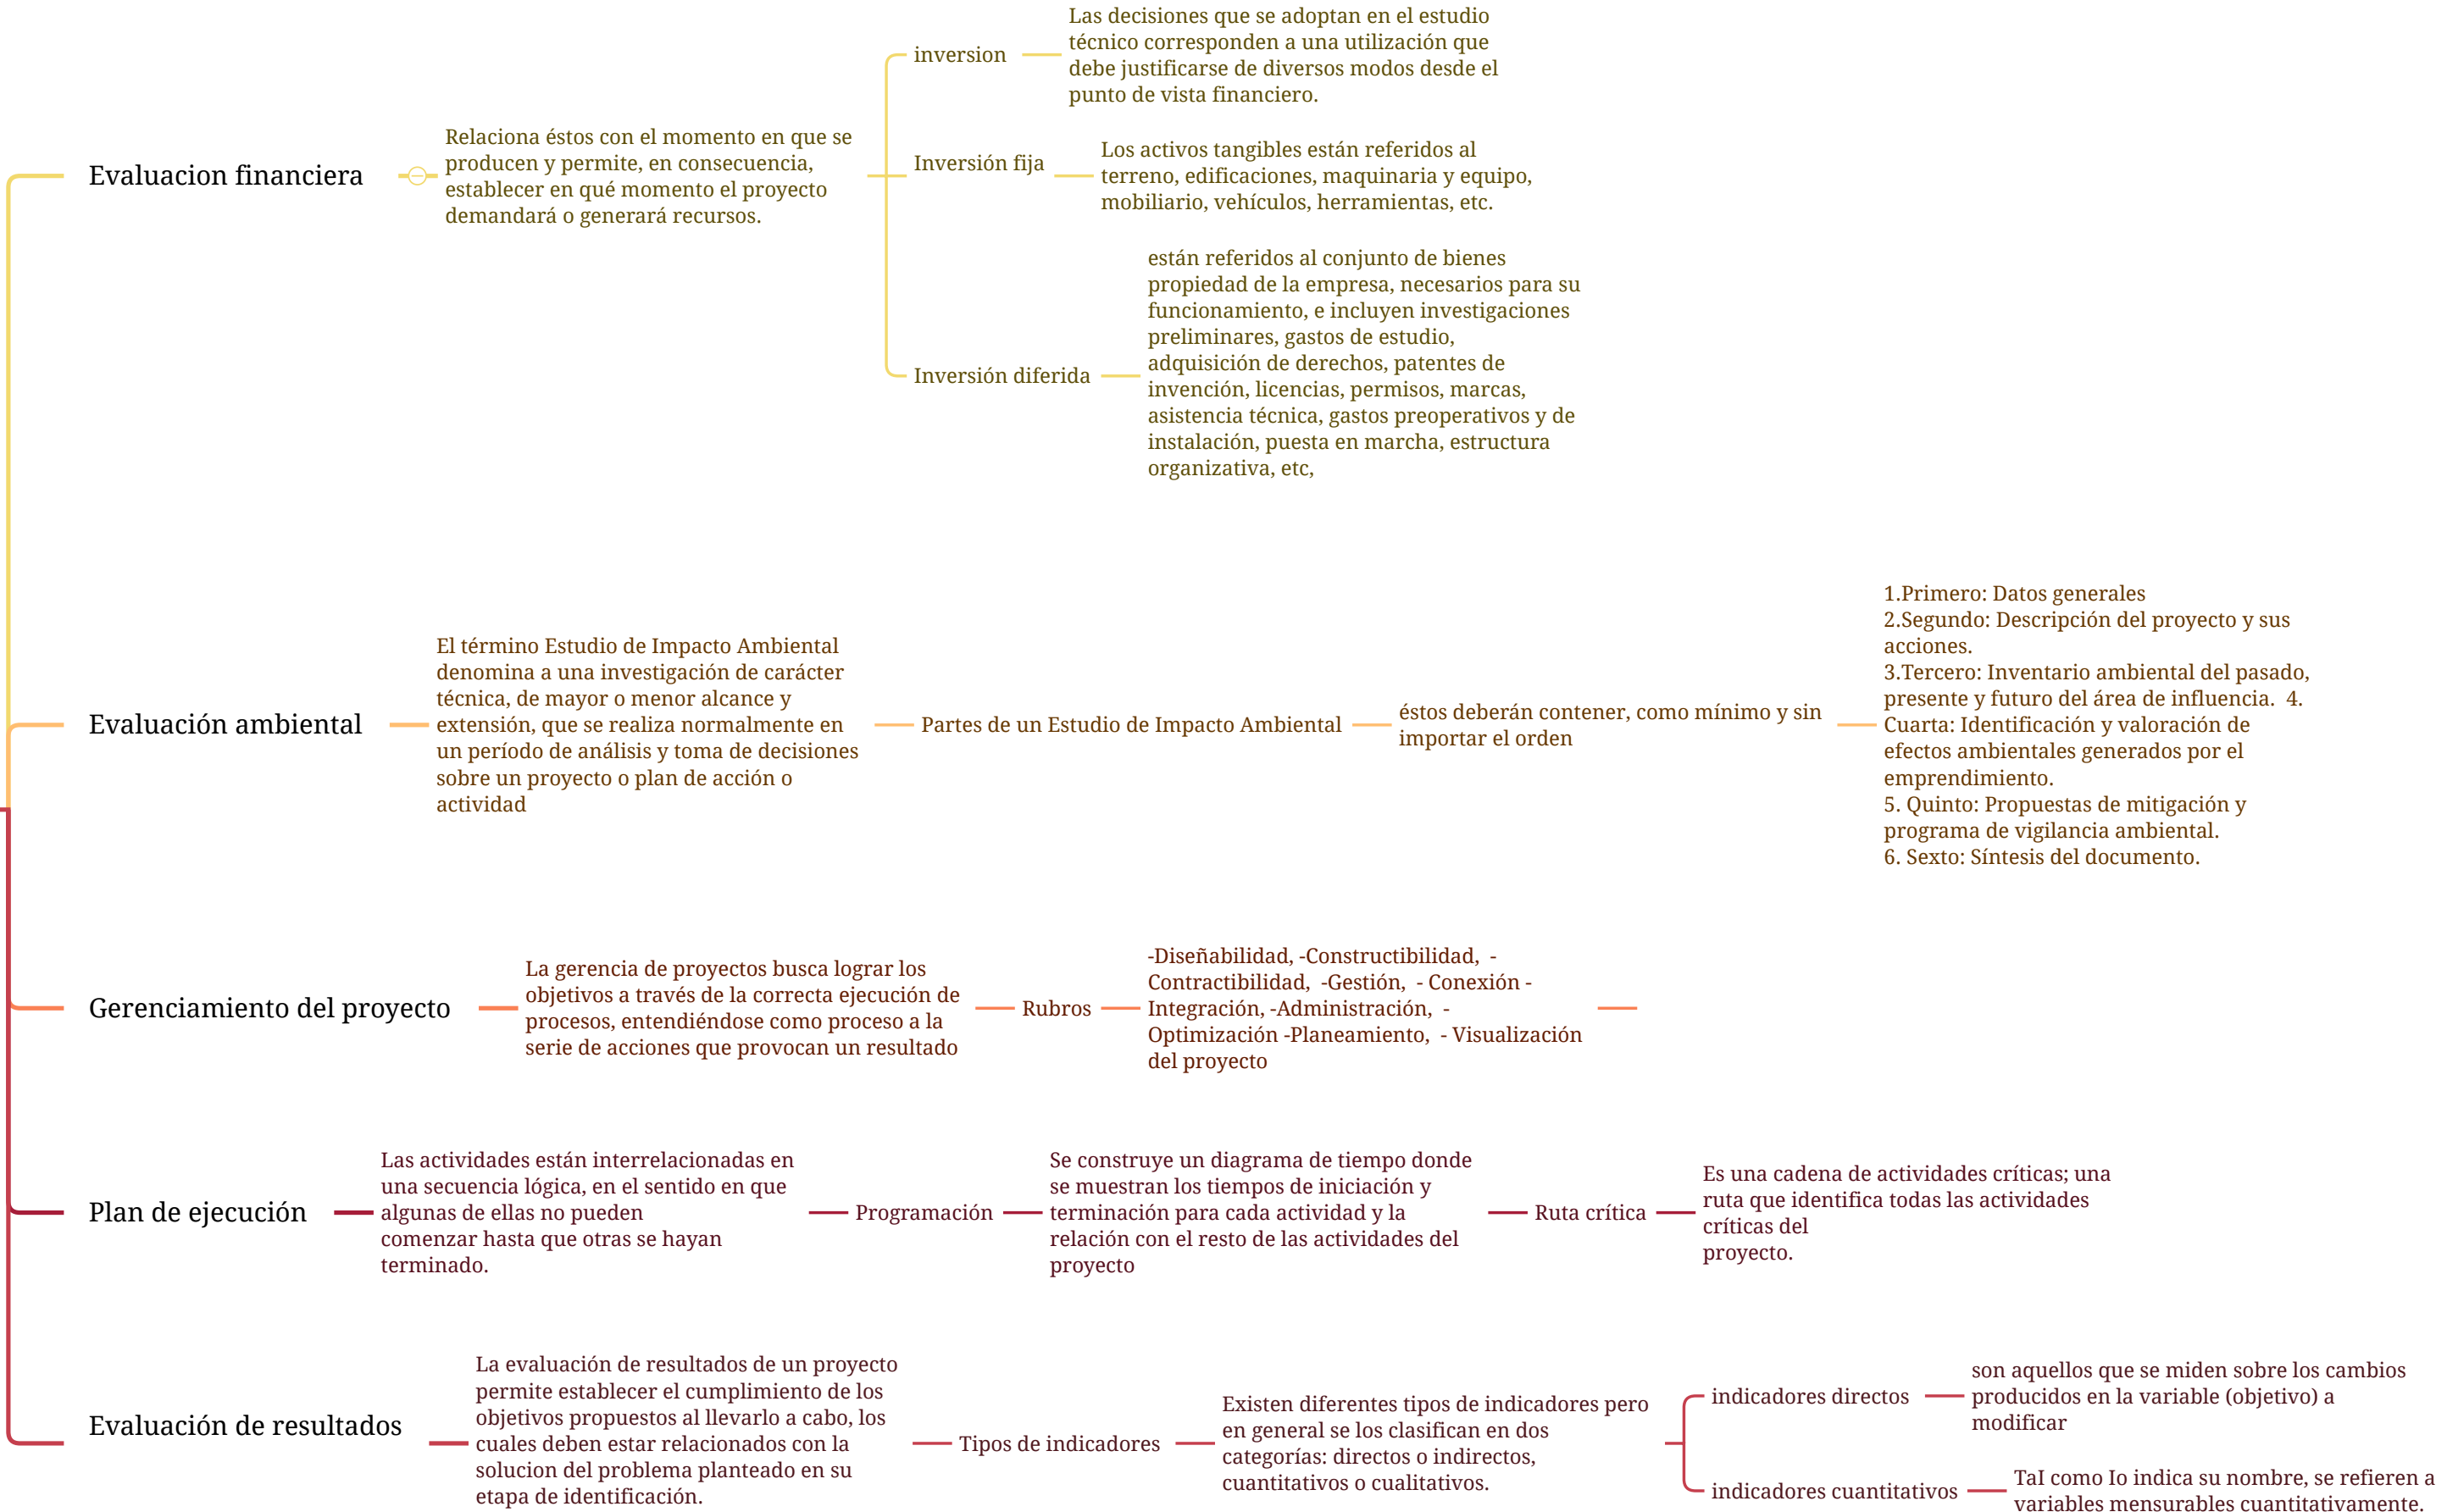 Evaluacion financiera
Relaciona éstos con el momento en que se
producen y permite, en consecuencia,
establecer en qué momento el proyecto
demandará o generará recursos.
inversion
Las decisiones que se adoptan en el estudio
técnico corresponden a una utilización que
debe justificarse de diversos modos desde el
punto de vista financiero.
Inversión fija
Los activos tangibles están referidos al
terreno, edificaciones, maquinaria y equipo,
mobiliario, vehículos, herramientas, etc.
Inversión diferida
están referidos al conjunto de bienes
propiedad de la empresa, necesarios para su
funcionamiento, e incluyen investigaciones
preliminares, gastos de estudio,
adquisición de derechos, patentes de
invención, licencias, permisos, marcas,
asistencia técnica, gastos preoperativos y de
instalación, puesta en marcha, estructura
organizativa, etc,
Evaluación ambiental
El término Estudio de Impacto Ambiental
denomina a una investigación de carácter
técnica, de mayor o menor alcance y
extensión, que se realiza normalmente en
un período de análisis y toma de decisiones
sobre un proyecto o plan de acción o
actividad
Partes de un Estudio de Impacto Ambiental
éstos deberán contener, como mínimo y sin
importar el orden
1.Primero: Datos generales
2.Segundo: Descripción del proyecto y sus
acciones.
3.Tercero: Inventario ambiental del pasado,
presente y futuro del área de influencia.  4.
Cuarta: Identificación y valoración de
efectos ambientales generados por el
emprendimiento.
5. Quinto: Propuestas de mitigación y
programa de vigilancia ambiental.
6. Sexto: Síntesis del documento.
Gerenciamiento del proyecto
La gerencia de proyectos busca lograr los
objetivos a través de la correcta ejecución de
procesos, entendiéndose como proceso a la
serie de acciones que provocan un resultado
Rubros
-Diseñabilidad, -Constructibilidad,  -
Contractibilidad,  -Gestión,  - Conexión -
Integración, -Administración,  -
Optimización -Planeamiento,  - Visualización
del proyecto
Plan de ejecución
Las actividades están interrelacionadas en
una secuencia lógica, en el sentido en que
algunas de ellas no pueden
comenzar hasta que otras se hayan
terminado.
Programación
Se construye un diagrama de tiempo donde
se muestran los tiempos de iniciación y
terminación para cada actividad y la
relación con el resto de las actividades del
proyecto
Ruta crítica
Es una cadena de actividades críticas; una
ruta que identifica todas las actividades
críticas del
proyecto.
Evaluación de resultados
La evaluación de resultados de un proyecto
permite establecer el cumplimiento de los
objetivos propuestos al llevarlo a cabo, los
cuales deben estar relacionados con la
solucion del problema planteado en su
etapa de identificación.
Tipos de indicadores
Existen diferentes tipos de indicadores pero
en general se los clasifican en dos
categorías: directos o indirectos,
cuantitativos o cualitativos.
indicadores directos
son aquellos que se miden sobre los cambios
producidos en la variable (objetivo) a
modificar
indicadores cuantitativos
TaI como Io indica su nombre, se refieren a
variables mensurables cuantitativamente.